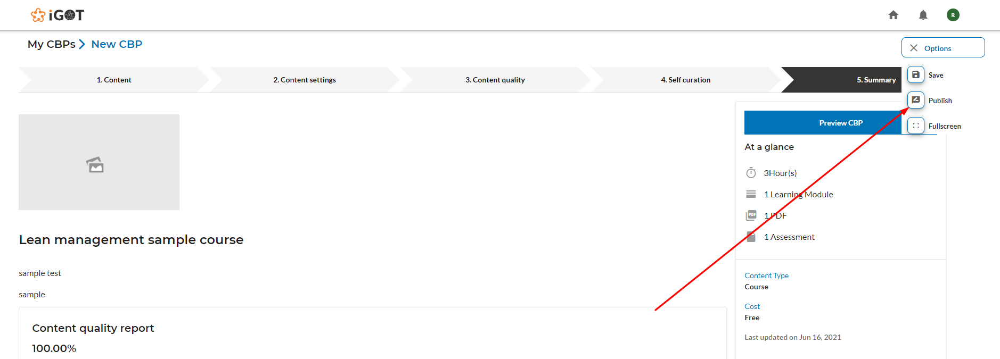 iGOT
R
My CBPs New CBP
Options
1. Content 2. Content settings 3. Content quality 4. Self curation 5. Summary
Save
Publish
Preview CBP
Fullscreen
At a glance
3Hour(s)
1 Learning Module
PDF 1 PDF
1 Assessment
Lean management sample course
sample test
sample
Content Type
Course
Cost
Free
Last updated on Jun 16, 2021
Content quality report
100.00%